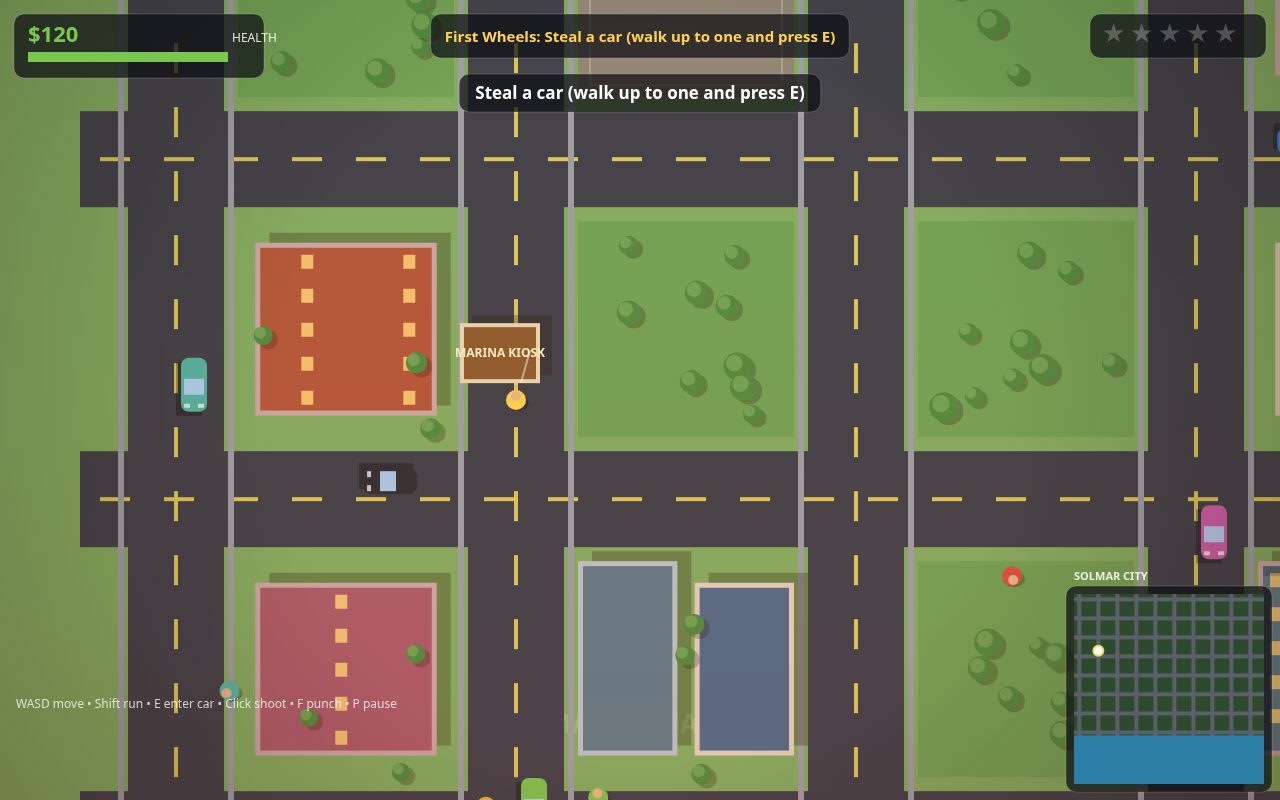 $120
HEALTH
First Wheels: Steal a car (walk up to one and press E)
★★★★★
Steal a car (walk up to one and press E)
MARINA KIOSK
SOLMAR CITY
WASD move • Shift run • E enter car • Click shoot • F punch • P pause